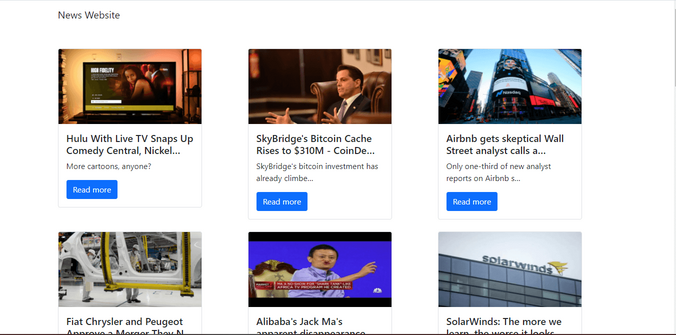 News Website
HIGH FIDELITY
Nasdaq
Hulu With Live TV Snaps Up
Comedy Central, Nickel...
More cartoons, anyone?
Read more
SkyBridge's Bitcoin Cache
Rises to $310M - CoinDe...
SkyBridge's bitcoin investment has
already climbe...
Read more
Airbnb gets skeptical Wall
Street analyst calls a...
Only one-third of new analyst
reports on Airbnb s...
Read more
solarwinds
Fiat Chrysler and Peugeot
Approve a Merger They N...
Alibaba's Jack Ma's
apparent disappearance
SolarWinds: The more we
learn, the worse it looks